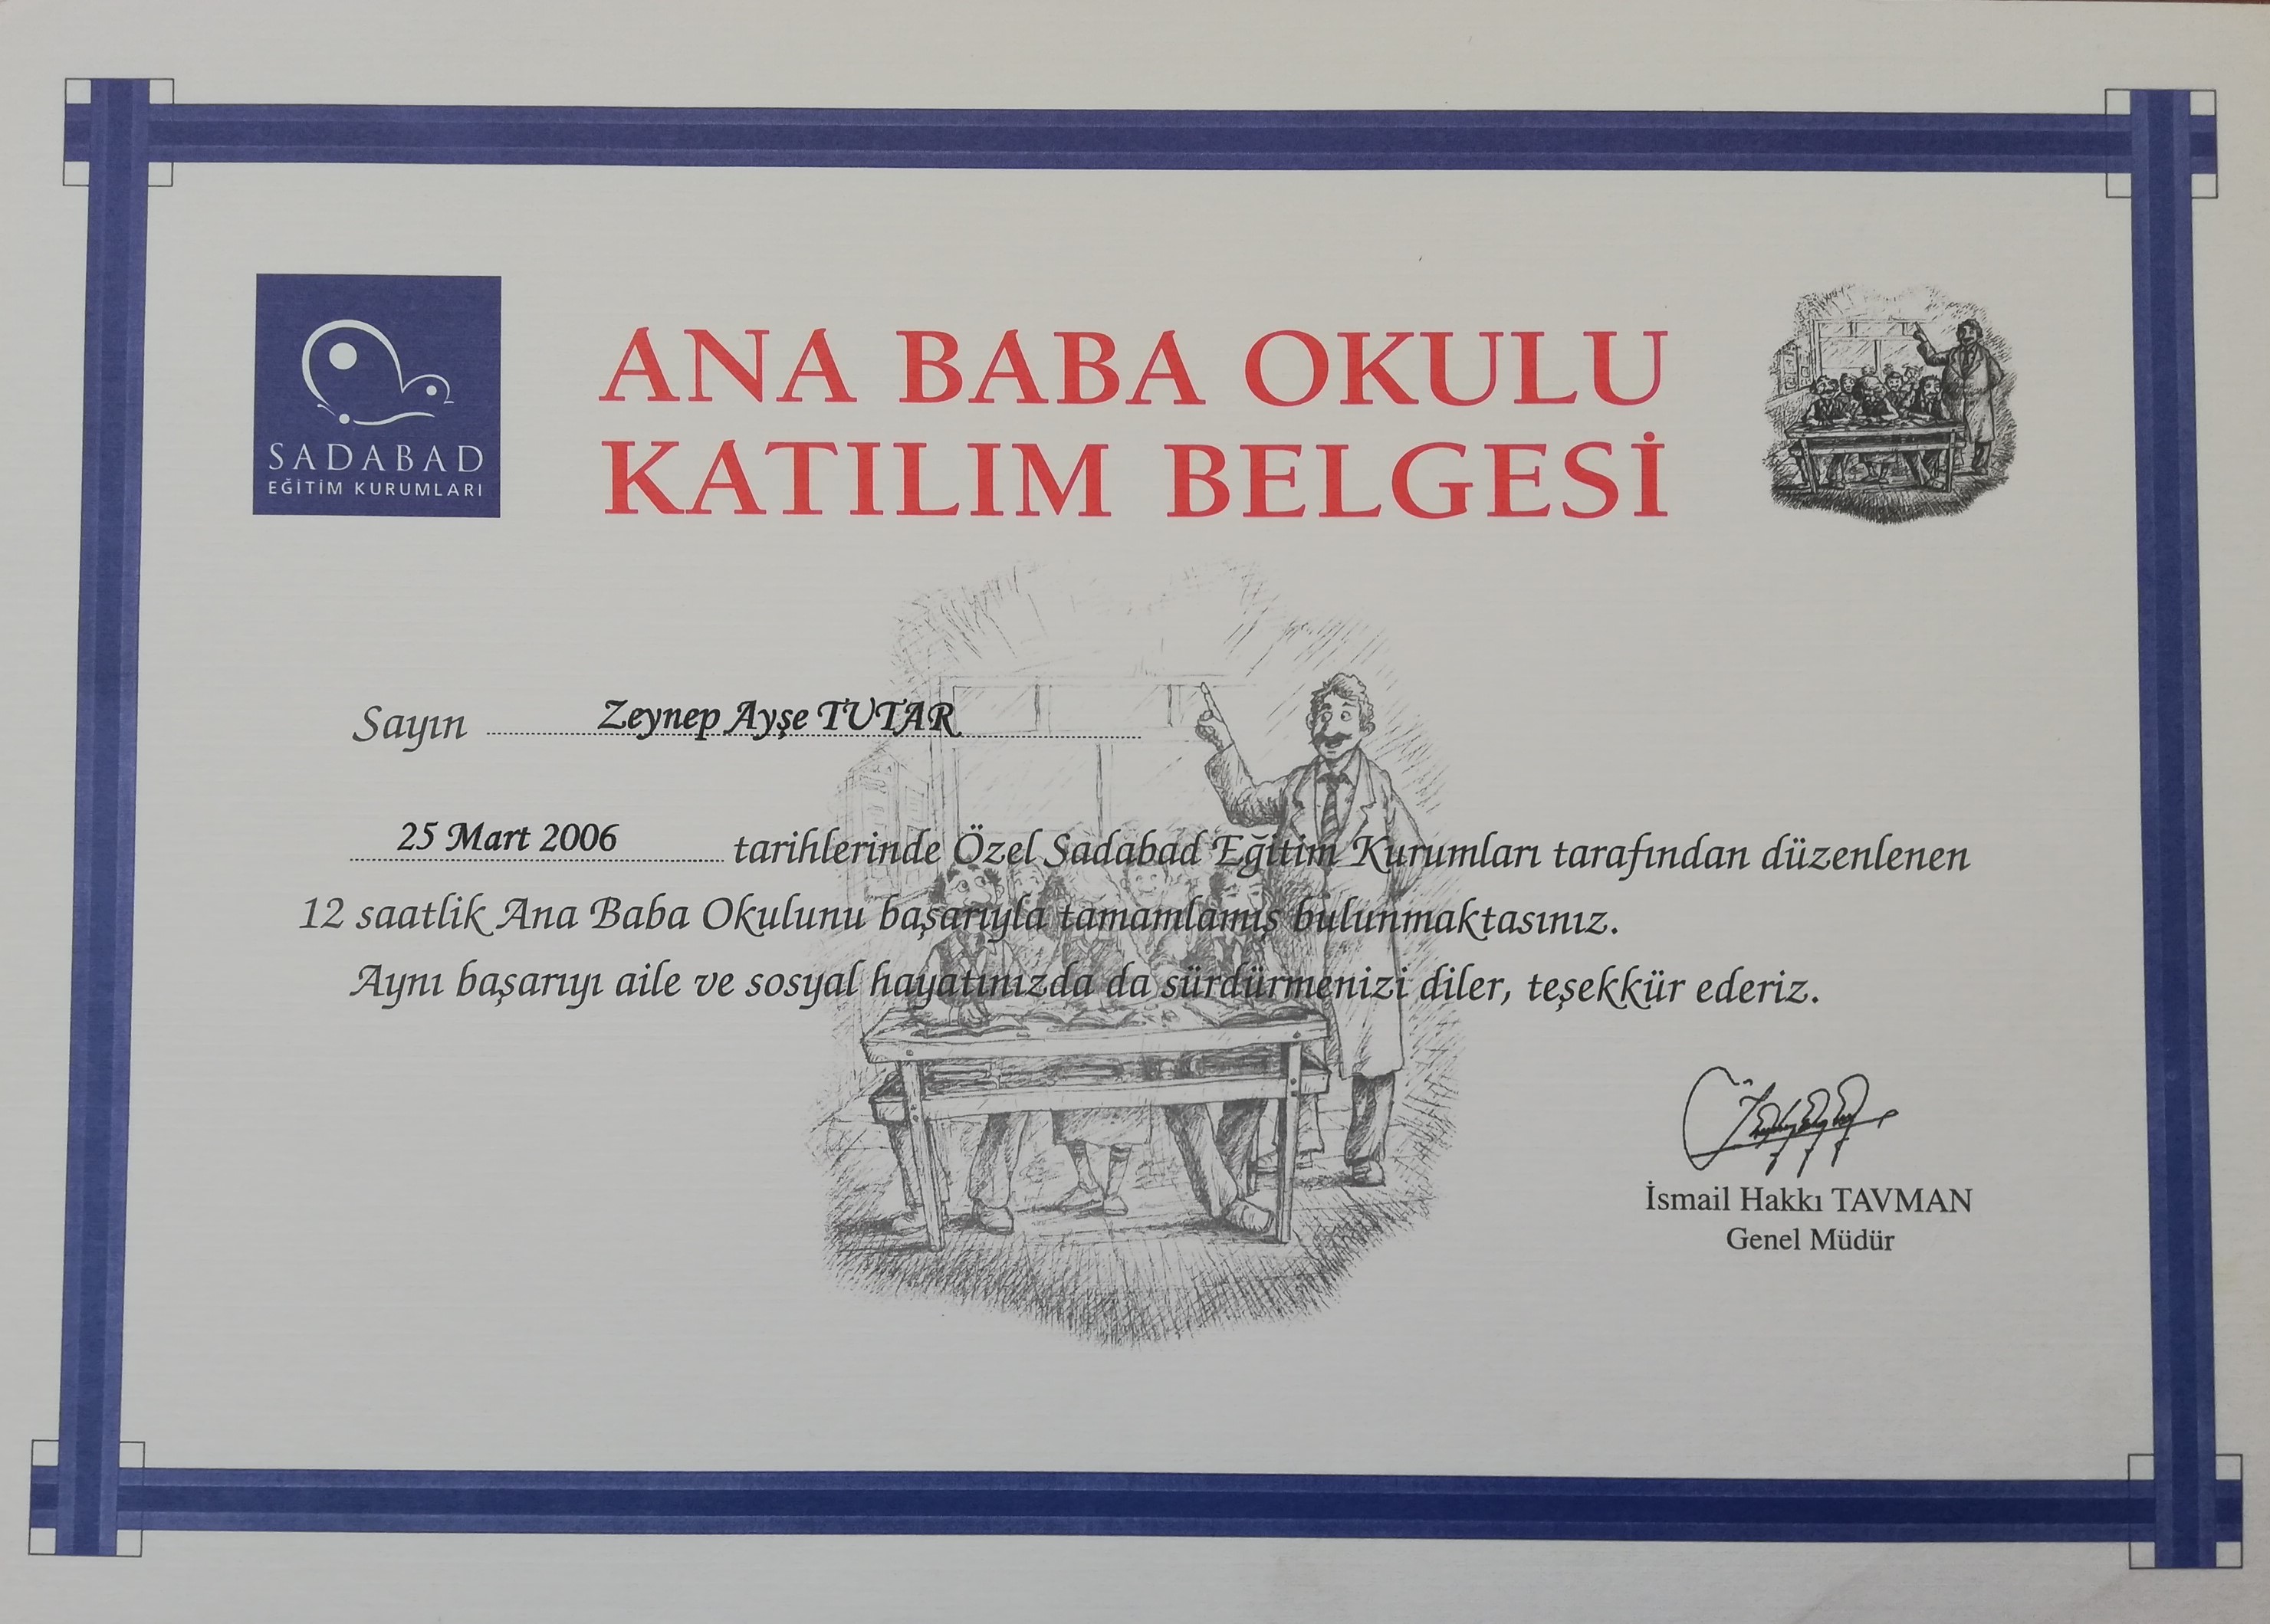 SADABAD
EĞİTİM KURUMLARI
ANA BABA OKULU
KATILIM BELGESİ
Sayın Zeynep Ayşe TUTAR
25 Mart 2006 tarihlerinde Özel Sadabad Eğitim Kurumları tarafından düzenlenen
12 saatlik Ana Baba Okulunu başarıyla tamamlamış bulunmaktasınız.
Aynı başarıyı aile ve sosyal hayatınızda da sürdürmenizi diler, teşekkür ederiz.
İsmail Hakkı TAVMAN
Genel Müdür